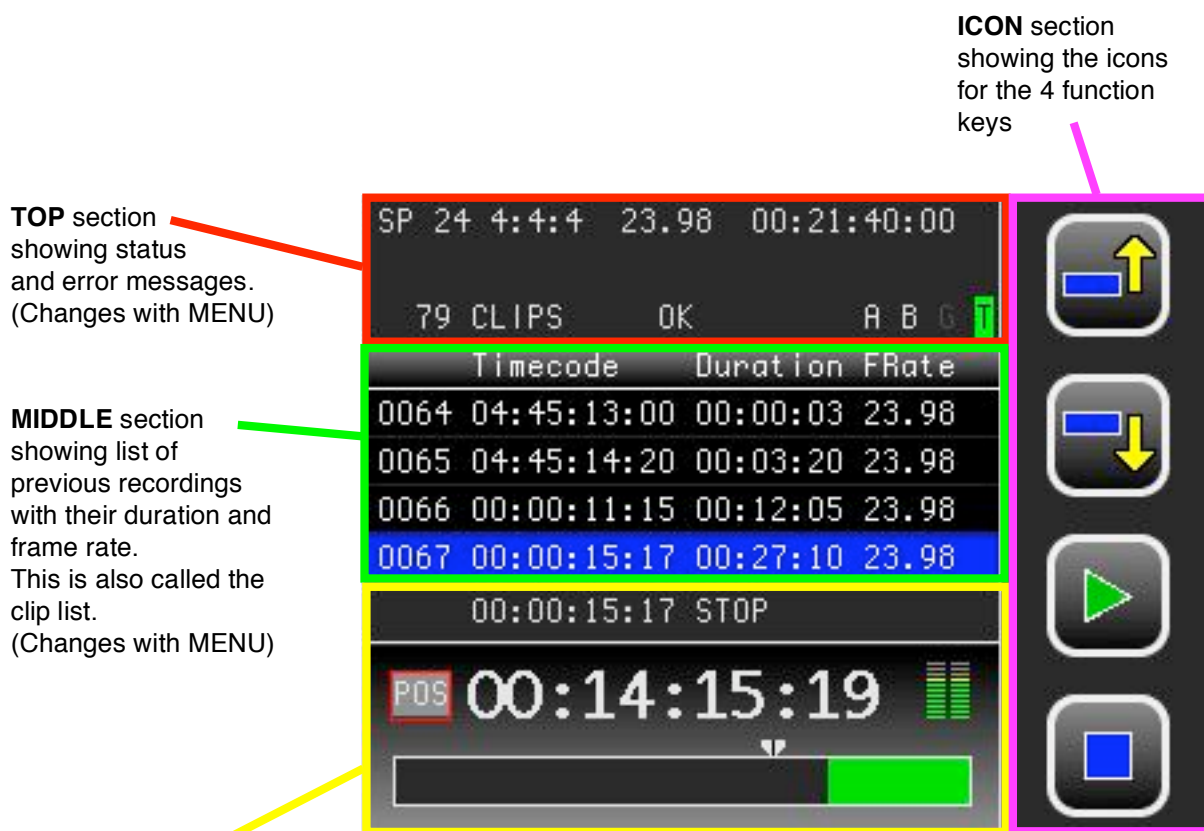 ICON section
showing the icons
for the 4 function
keys
TOP section
showing status
and error messages.
(Changes with MENU)
SP 24 4:4:4 23.98 00:21:40:00
79 CLIPS OK A B G T
Timecode Duration FRate
0064 04:45:13:00 00:00:03 23.98
0065 04:45:14:20 00:03:20 23.98
0066 00:00:11:15 00:12:05 23.98
0067 00:00:15:17 00:27:10 23.98
MIDDLE section
showing list of
previous recordings
with their duration and
frame rate.
This is also called the
clip list.
(Changes with MENU)
00:00:15:17 STOP
POS 00:14:15:19